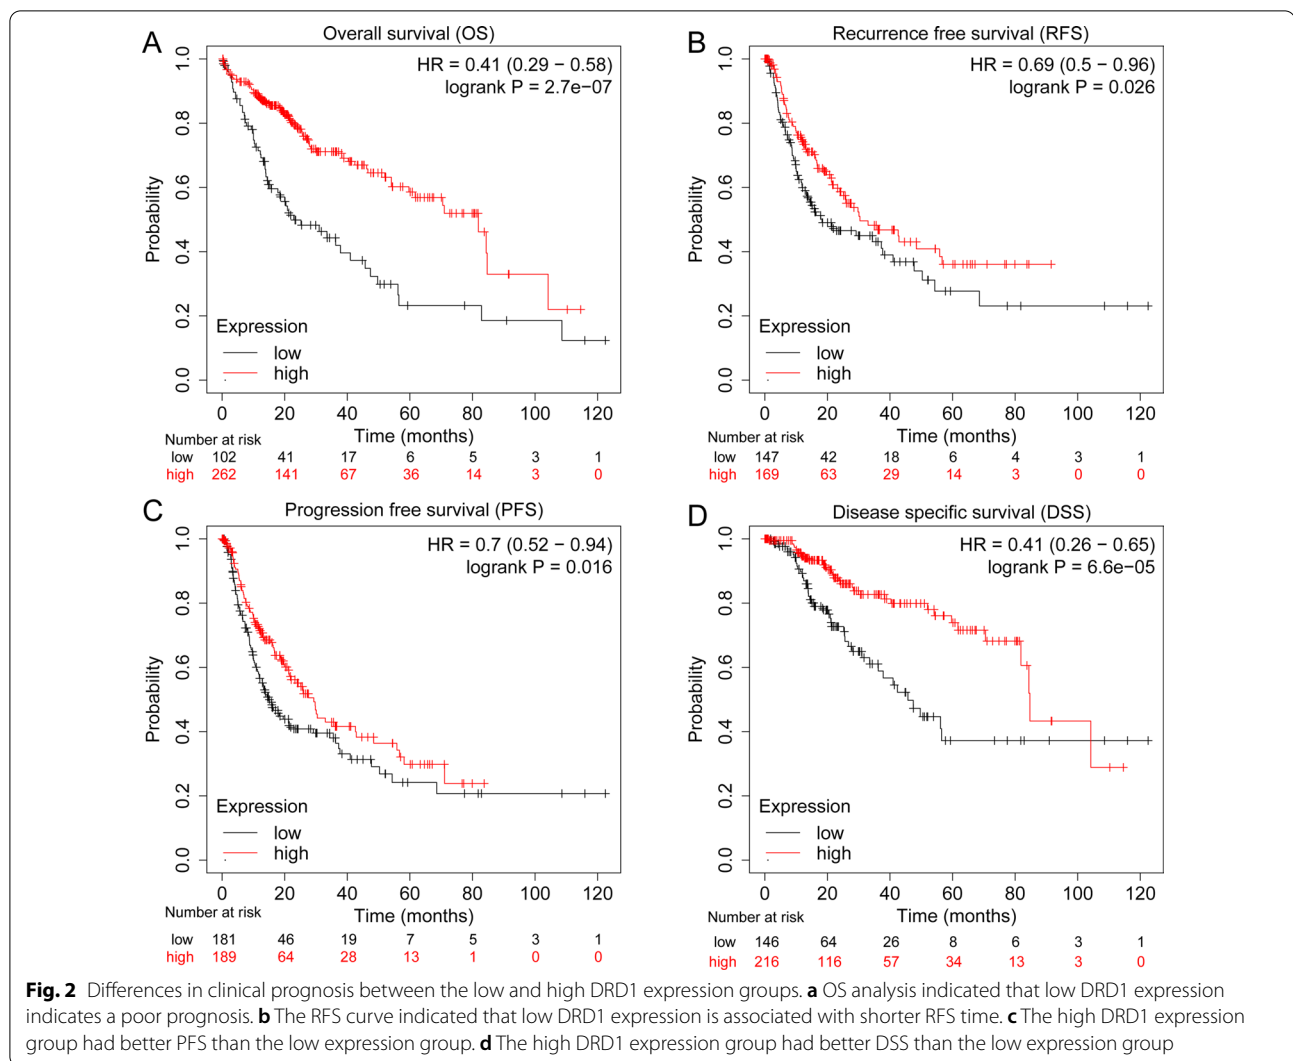 A
Overall survival (OS)
HR = 0.41 (0.29 − 0.58)
logrank P = 2.7e−07
Probability
1.0
0.8
0.6
0.4
0.2
0.0
Expression
low
high
0 20 40 60 80 100 120
Time (months)
Number at risk
low 102 41 17 6 5 3 1
high 262 141 67 36 14 3 0
B
Recurrence free survival (RFS)
HR = 0.69 (0.5 − 0.96)
logrank P = 0.026
Probability
1.0
0.8
0.6
0.4
0.2
0.0
Expression
low
high
0 20 40 60 80 100 120
Time (months)
Number at risk
low 147 42 18 6 4 3 1
high 169 63 29 14 3 0 0
C
Progression free survival (PFS)
HR = 0.7 (0.52 − 0.94)
logrank P = 0.016
Probability
1.0
0.8
0.6
0.4
0.2
0.0
Expression
low
high
0 20 40 60 80 100 120
Time (months)
Number at risk
low 181 46 19 7 5 3 1
high 189 64 28 13 1 0 0
D
Disease specific survival (DSS)
HR = 0.41 (0.26 − 0.65)
logrank P = 6.6e−05
Probability
1.0
0.8
0.6
0.4
0.2
0.0
Expression
low
high
0 20 40 60 80 100 120
Time (months)
Number at risk
low 146 64 26 8 6 3 1
high 216 116 57 34 13 3 0
Fig. 2 Differences in clinical prognosis between the low and high DRD1 expression groups. a OS analysis indicated that low DRD1 expression
indicates a poor prognosis. b The RFS curve indicated that low DRD1 expression is associated with shorter RFS time. c The high DRD1 expression
group had better PFS than the low expression group. d The high DRD1 expression group had better DSS than the low expression group